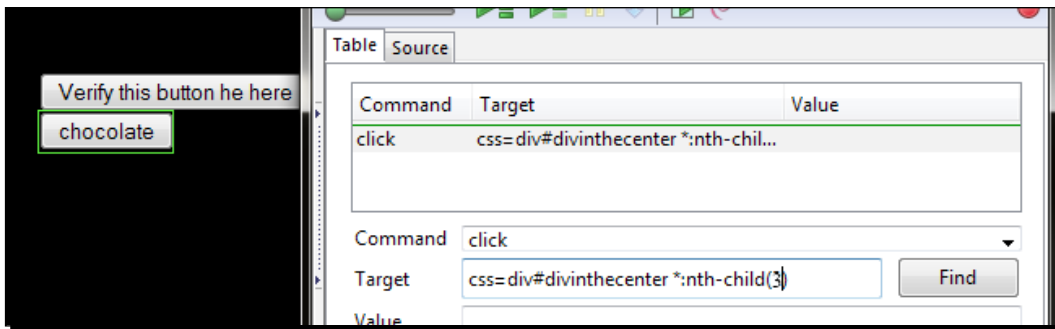 Verify this button he here
chocolate
Table Source
Command Target Value
click css=div#divinthecenter *:nth-chil...
Command click
Target css=div#divinthecenter *:nth-child(3) Find
Value